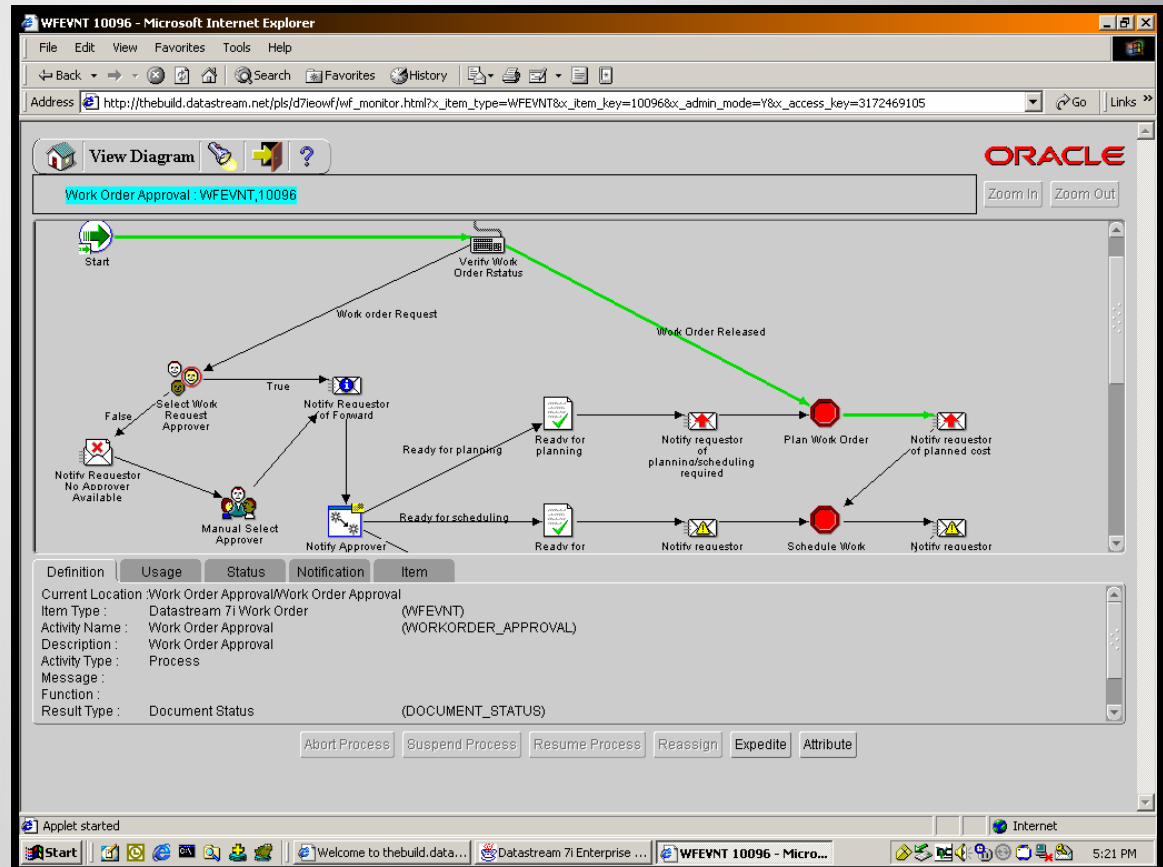 WFEVNT 10096 - Microsoft Internet Explorer
File Edit View Favorites Tools Help
Back Search Favorites History
Address http://thebuild.datastream.net/pls/d7ieowf/wf_monitor.html?x_item_type=WFEVNT&x_item_key=10096&x_admin_mode=Y&x_access_key=3172469105 Go Links »
View Diagram ? ORACLE
Work Order Approval : WFEVNT,10096 Zoom In Zoom Out
Start
Verify Work
Order Rstatus
Work order Request
Work Order Released
True
False
Select Work
Request
Approver
Notify Requestor
of Forward
Notify Requestor
No Approver
Available
Manual Select
Approver
Ready for planning
Ready for
planning
Notify requestor
of
planning/scheduling
required
Plan Work Order
Notify requestor
of planned cost
Ready for scheduling
Notify Approver
Ready for
Notify requestor
Schedule Work
Notify requestor
Definition Usage Status Notification Item
Current Location :Work Order Approval/Work Order Approval
Item Type : Datastream 7i Work Order (WFEVNT)
Activity Name : Work Order Approval (WORKORDER_APPROVAL)
Description : Work Order Approval
Activity Type : Process
Message :
Function :
Result Type : Document Status (DOCUMENT_STATUS)
Abort Process Suspend Process Resume Process Reassign Expedite Attribute
Applet started Internet
Start Welcome to thebuild.data... Datastream 7i Enterprise ... WFEVNT 10096 - Micro... 5:21 PM